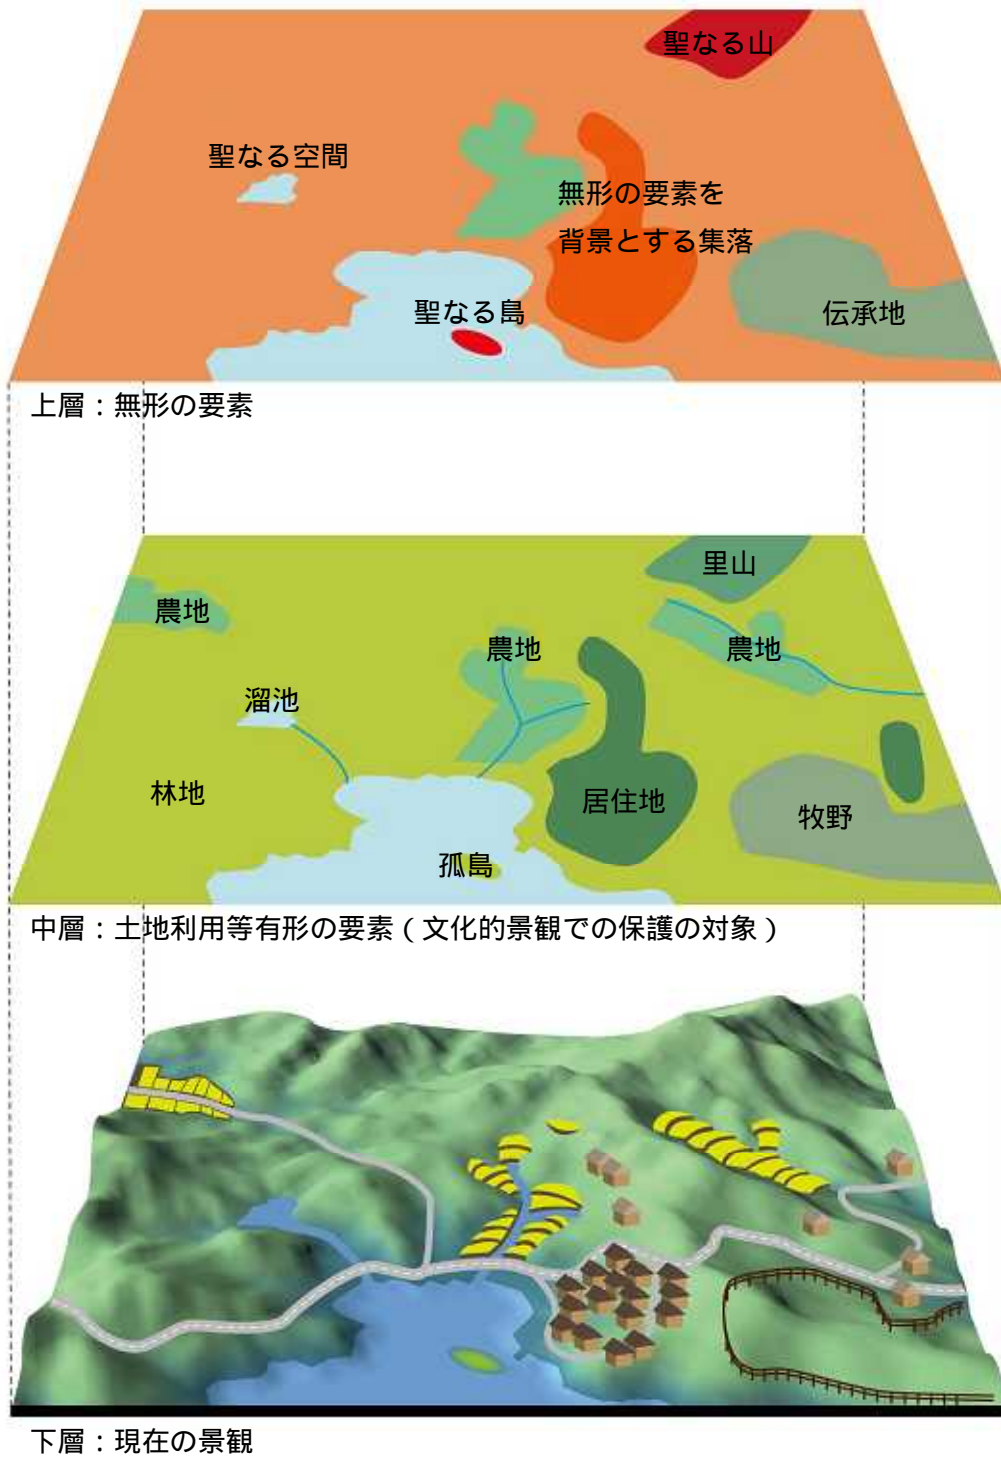 聖なる山
聖なる空間
無形の要素を
背景とする集落
聖なる島
伝承地
上層：無形の要素
里山
農地
農地
農地
溜池
林地
居住地
牧野
孤島
中層：土地利用等有形の要素（文化的景観での保護の対象）
下層：現在の景観